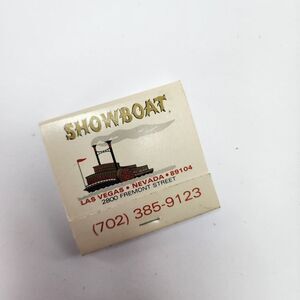 SHOWBOAT
LAS VEGAS • NEVADA • 89104
2800 FREMONT STREET
(702) 385-9123